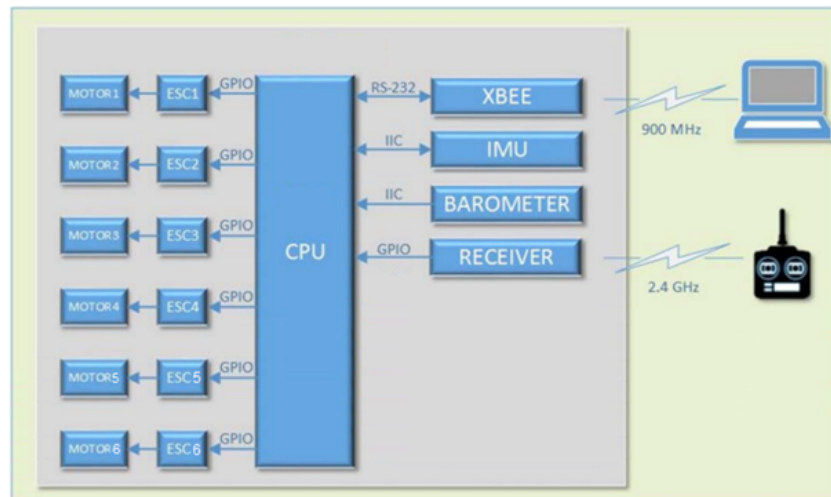 MOTOR1 ESC1 GPIO
MOTOR2 ESC2 GPIO
MOTOR3 ESC3 GPIO
MOTOR4 ESC4 GPIO
MOTOR5 ESC5 GPIO
MOTOR6 ESC6 GPIO
CPU
RS-232 XBEE
900 MHz
IIC IMU
IIC BAROMETER
GPIO RECEIVER
2.4 GHz